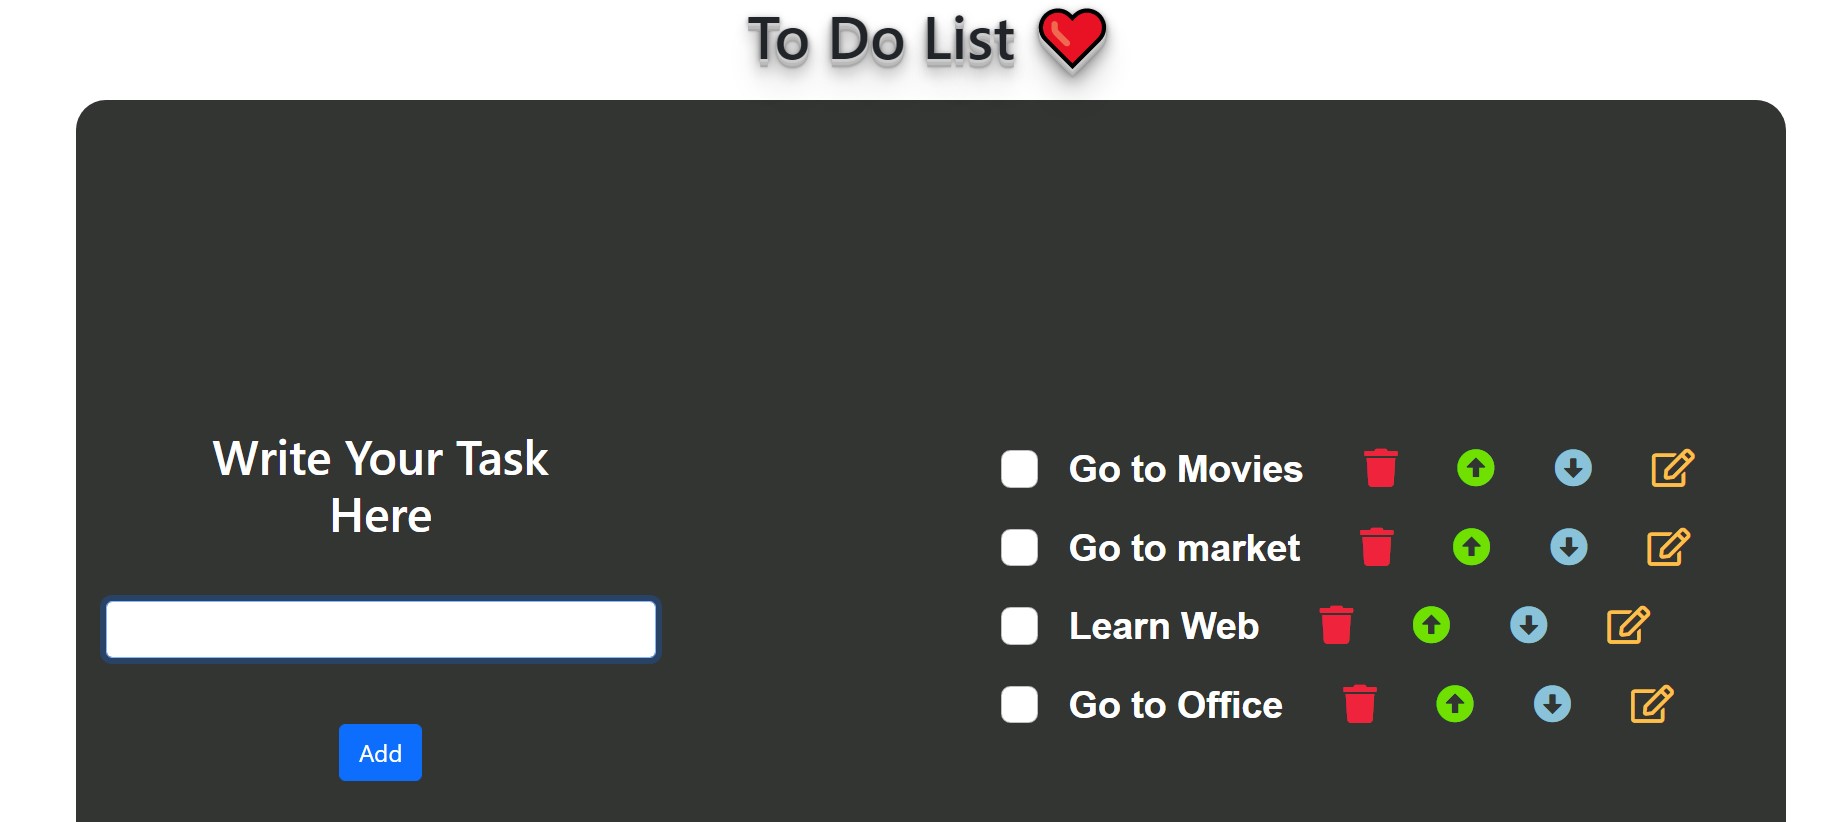 To Do List
Write Your Task
Here
Add
Go to Movies
Go to market
Learn Web
Go to Office